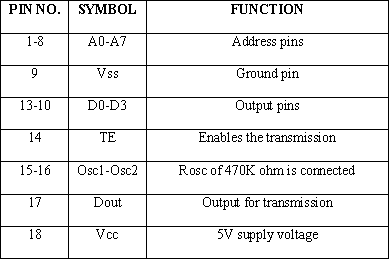 PIN NO. SYMBOL FUNCTION
1-8 A0-A7 Address pins
9 Vss Ground pin
13-10 D0-D3 Output pins
14 TE Enables the transmission
15-16 Osc1-Osc2 Rosc of 470K ohm is connected
17 Dout Output for transmission
18 Vcc 5V supply voltage